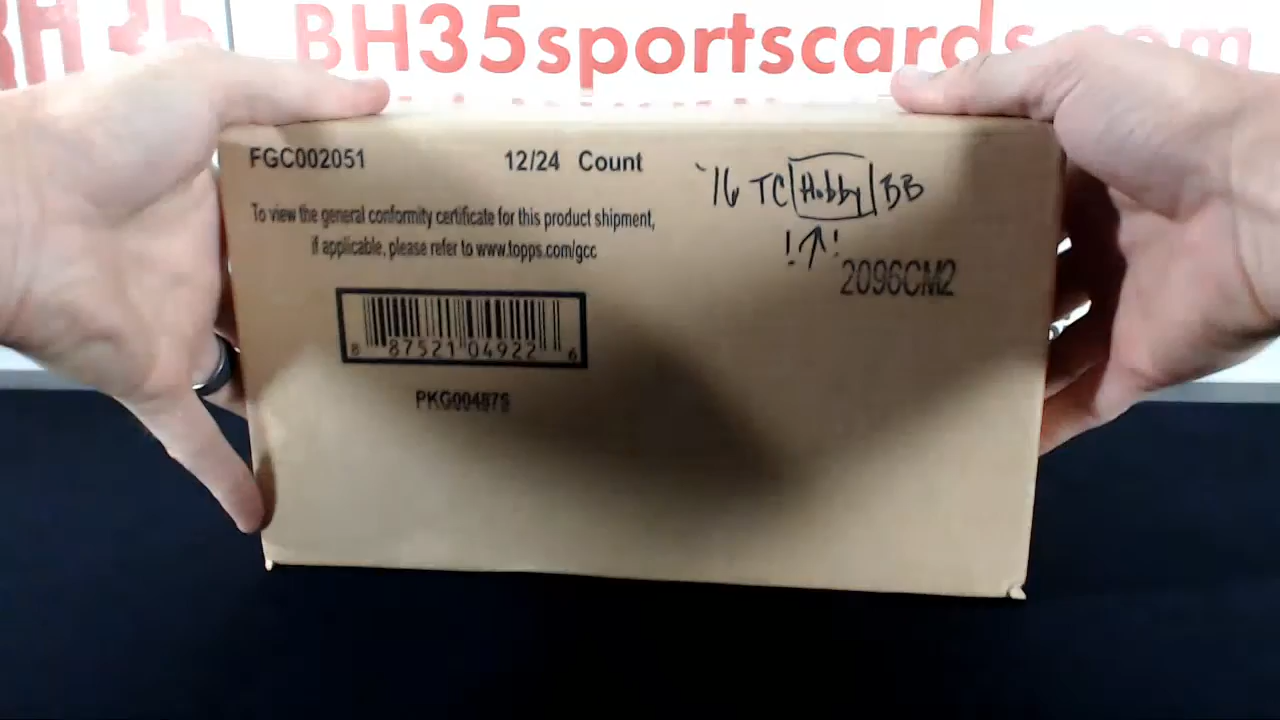 BH35 BH35sportscards.com
FGC002051 12/24 Count
'16 TC Hobby BB
! ↑ !
To view the general conformity certificate for this product shipment,
if applicable, please refer to www.topps.com/gcc
2096CM2
8 87521 04922 6